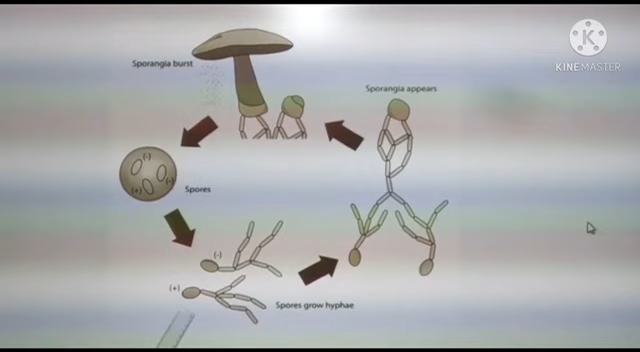 K
KINEMASTER
Sporangia burst
Sporangia appears
(-)
(-)
(+)
Spores
(-)
(+)
Spores grow hyphae